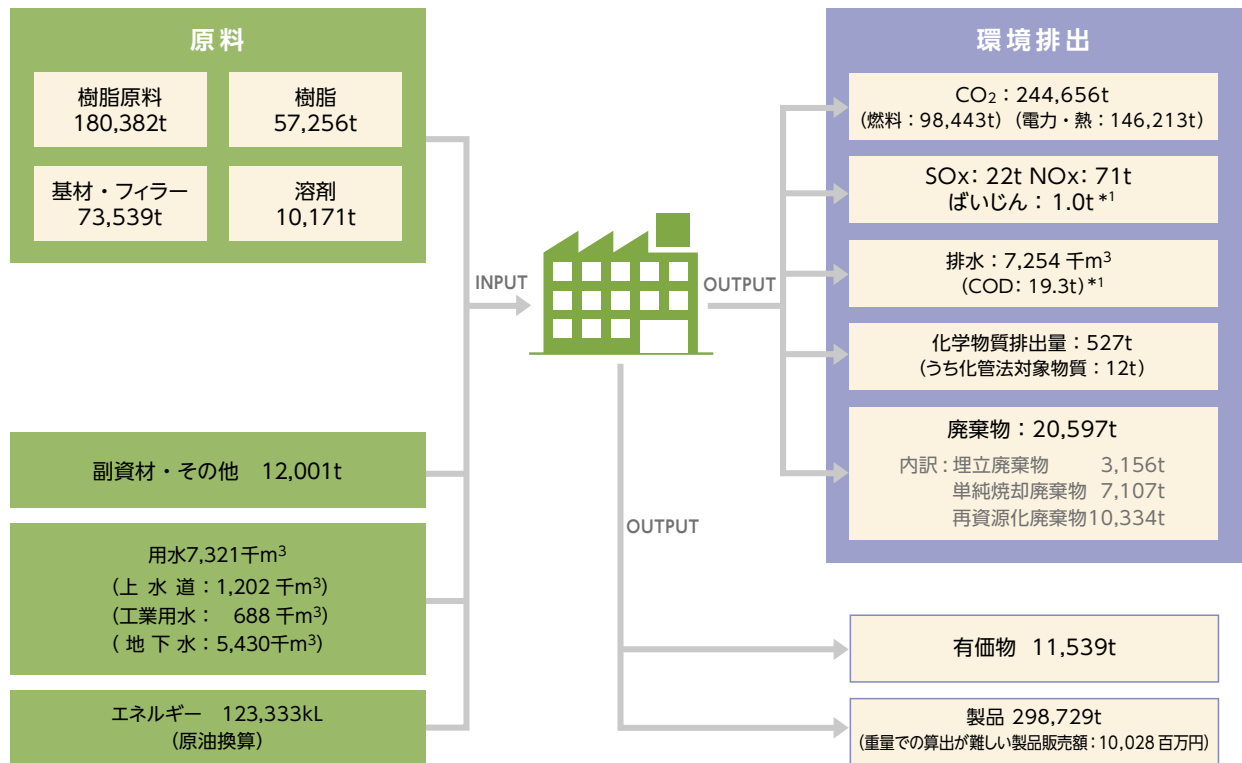 原料
樹脂原料
180,382t
樹脂
57,256t
基材・フィラー
73,539t
溶剤
10,171t
副資材・その他 12,001t
用水7,321千m³
(上 水 道：1,202 千m³)
(工業用水： 688 千m³)
( 地 下 水：5,430千m³)
エネルギー 123,333kL
(原油換算)
INPUT
OUTPUT
OUTPUT
環境排出
CO₂：244,656t
(燃料：98,443t) (電力・熱：146,213t)
SOx: 22t NOx: 71t
ばいじん： 1.0t *¹
排水：7,254 千m³
(COD: 19.3t) *¹
化学物質排出量：527t
(うち化管法対象物質：12t)
廃棄物：20,597t
内訳：埋立廃棄物 3,156t
単純焼却廃棄物 7,107t
再資源化廃棄物10,334t
有価物 11,539t
製品 298,729t
(重量での算出が難しい製品販売額：10,028 百万円)